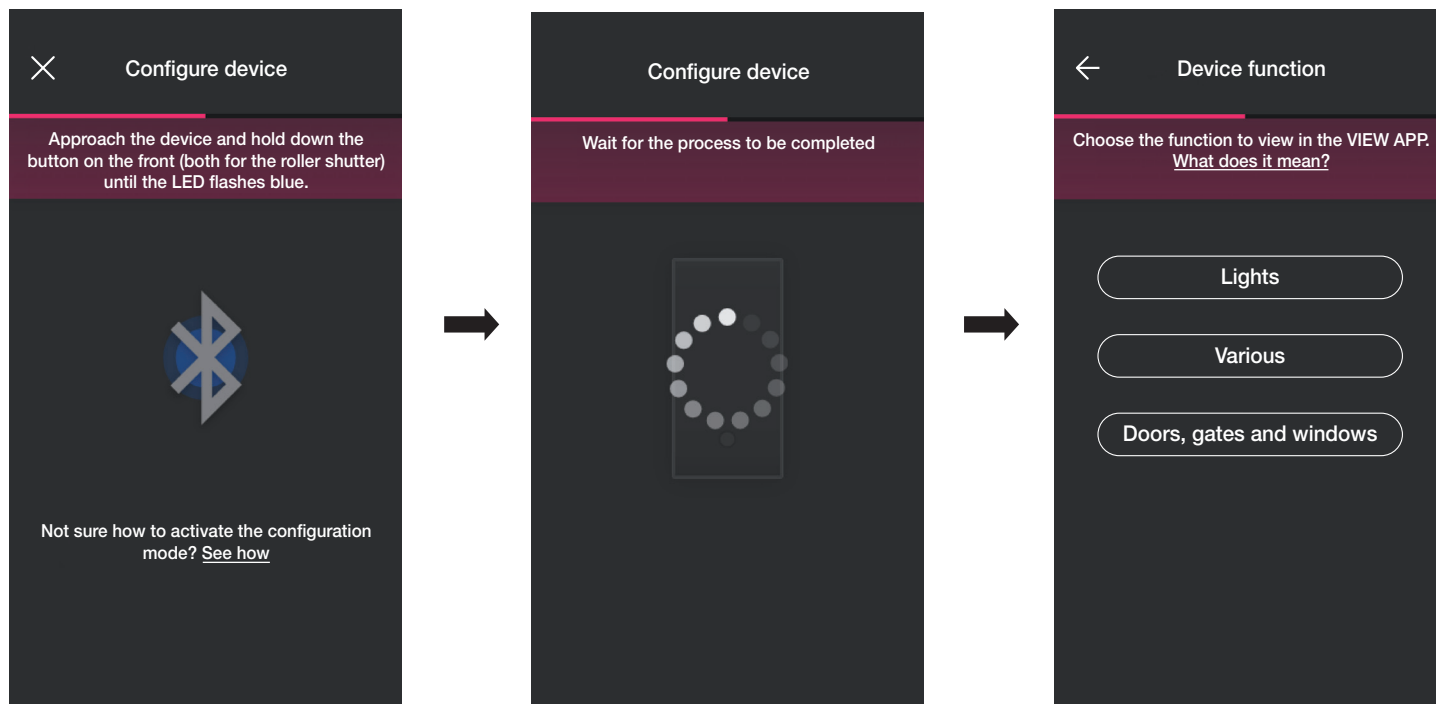 Configure device
Approach the device and hold down the
button on the front (both for the roller shutter)
until the LED flashes blue.
Not sure how to activate the configuration
mode? See how
Configure device
Wait for the process to be completed
Device function
Choose the function to view in the VIEW APP.
What does it mean?
Lights
Various
Doors, gates and windows